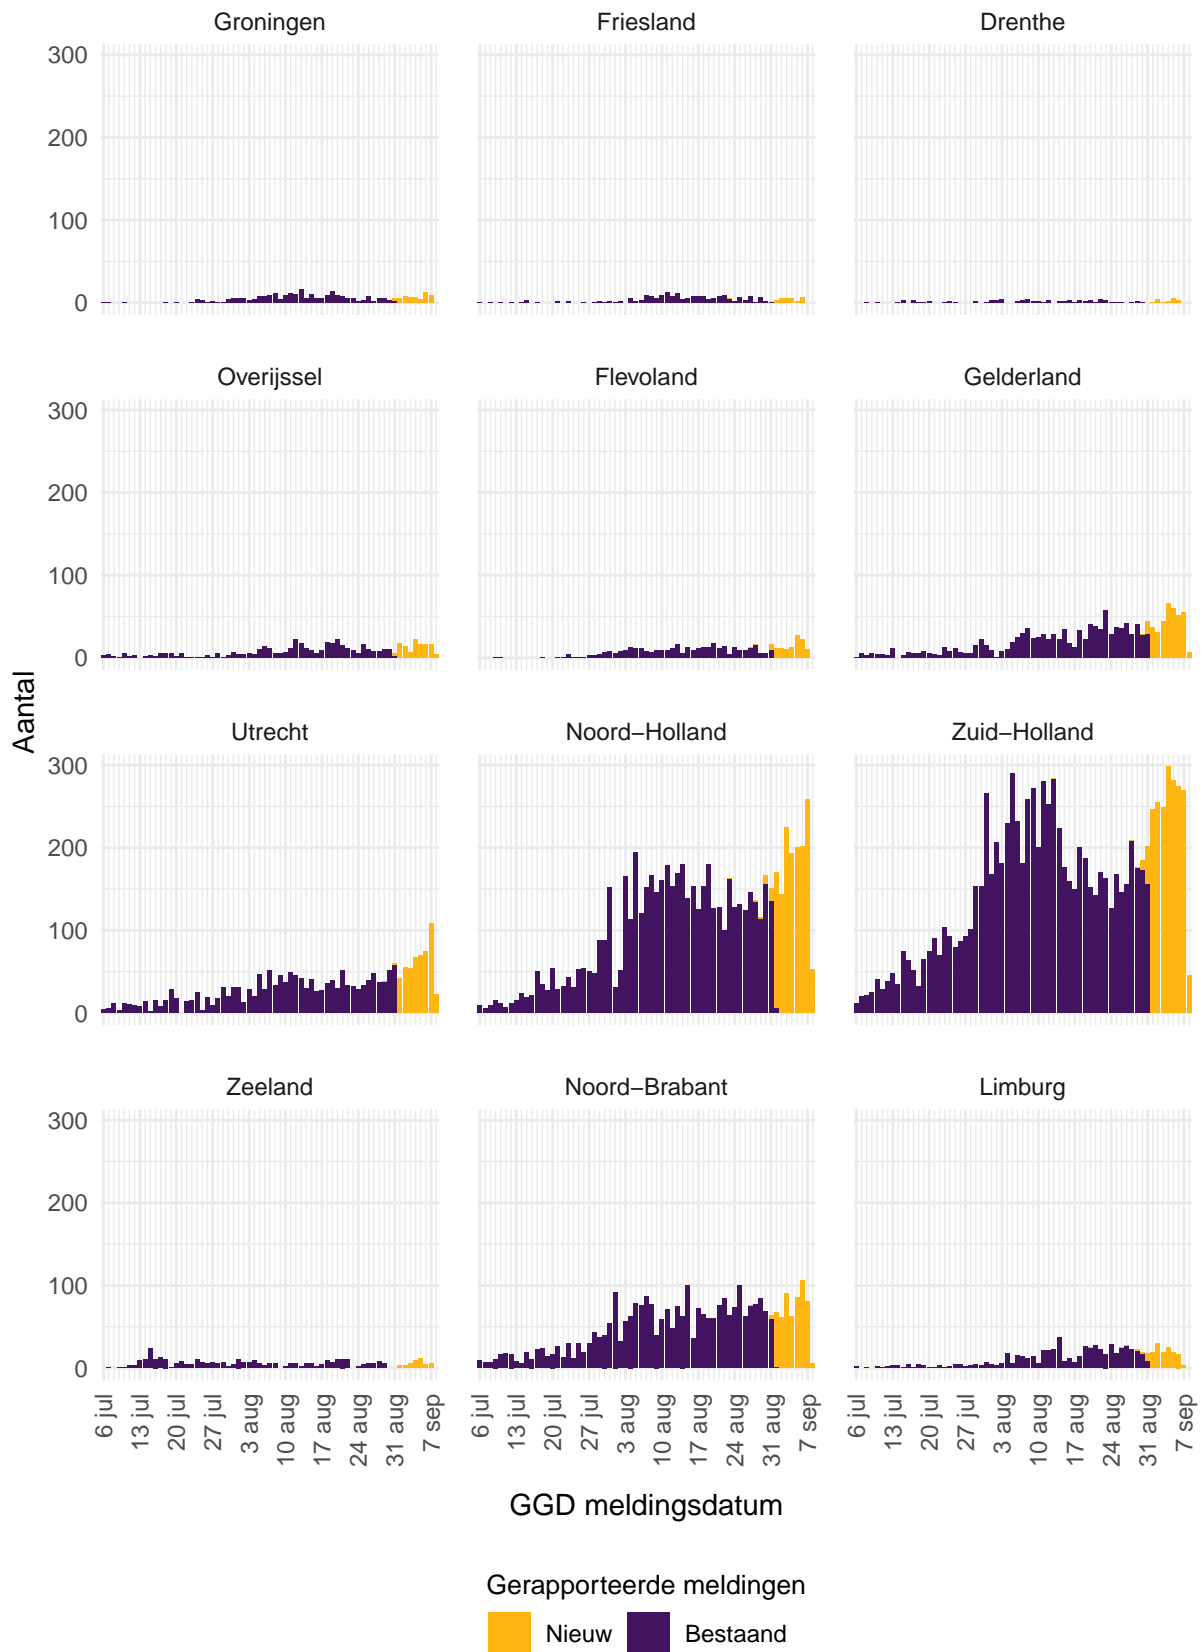 Groningen Friesland Drenthe
300
200
100
0
Overijssel Flevoland Gelderland
300
200
100
0
Aantal
Utrecht Noord−Holland Zuid−Holland
300
200
100
0
Zeeland Noord−Brabant Limburg
300
200
100
0
6 jul 13 jul 20 jul 27 jul 3 aug 10 aug 17 aug 24 aug 31 aug 7 sep 6 jul 13 jul 20 jul 27 jul 3 aug 10 aug 17 aug 24 aug 31 aug 7 sep 6 jul 13 jul 20 jul 27 jul 3 aug 10 aug 17 aug 24 aug 31 aug 7 sep
GGD meldingsdatum
Gerapporteerde meldingen
Nieuw Bestaand